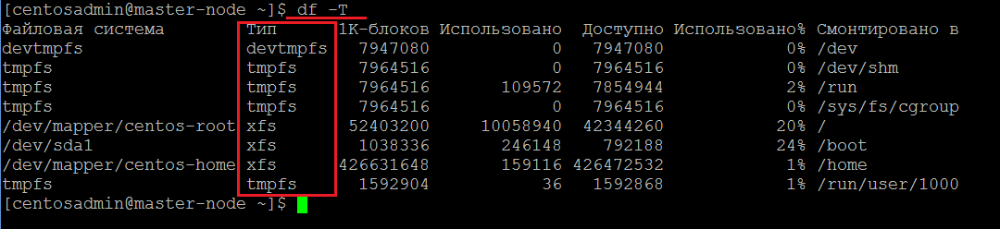 [centosadmin@master-node ~]$ df -T
Файловая система Тип 1K-блоков Использовано Доступно Использовано% Смонтировано в
devtmpfs devtmpfs 7947080 0 7947080 0% /dev
tmpfs tmpfs 7964516 0 7964516 0% /dev/shm
tmpfs tmpfs 7964516 109572 7854944 2% /run
tmpfs tmpfs 7964516 0 7964516 0% /sys/fs/cgroup
/dev/mapper/centos-root xfs 52403200 10058940 42344260 20% /
/dev/sda1 xfs 1038336 246148 792188 24% /boot
/dev/mapper/centos-home xfs 426631648 159116 426472532 1% /home
tmpfs tmpfs 1592904 36 1592868 1% /run/user/1000
[centosadmin@master-node ~]$